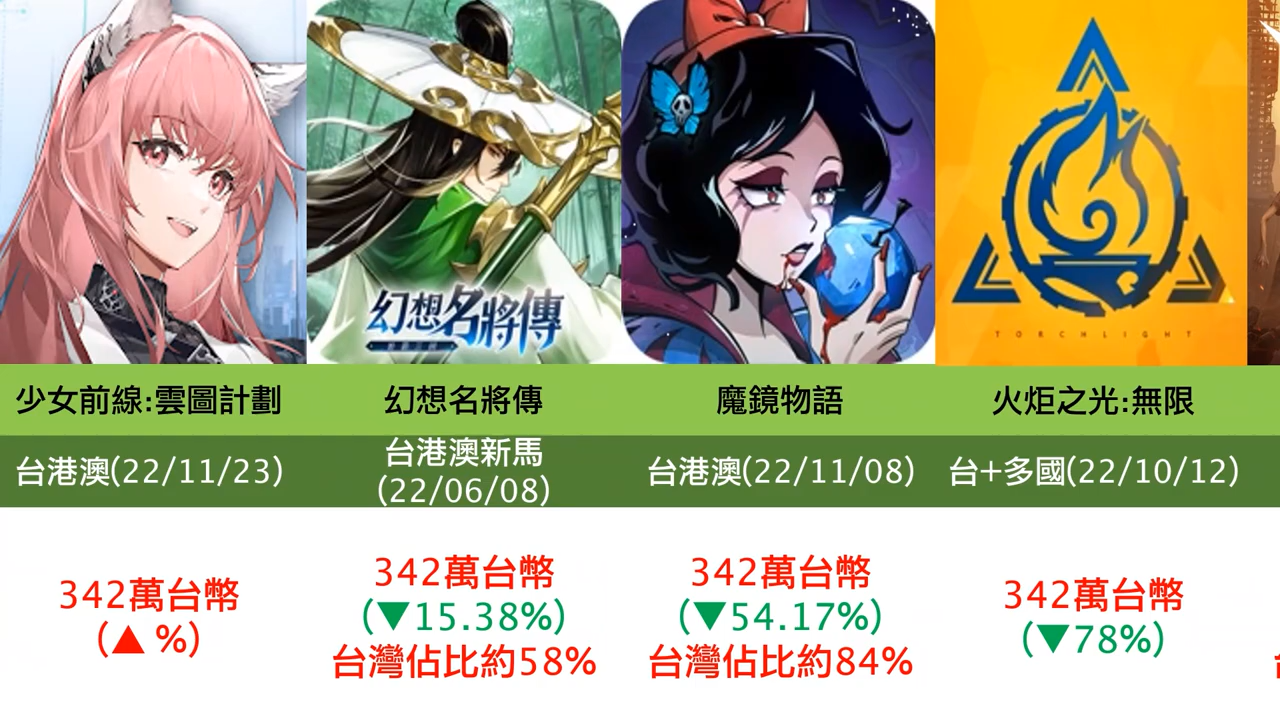 幻想名將傳
TORCHLIGHT
少女前線:雲圖計劃
幻想名將傳
魔鏡物語
火炬之光:無限
台港澳(22/11/23)
台港澳新馬
(22/06/08)
台港澳(22/11/08)
台+多國(22/10/12)
342萬台幣
(▲ %)
342萬台幣
(▼15.38%)
台灣佔比約58%
342萬台幣
(▼54.17%)
台灣佔比約84%
342萬台幣
(▼78%)